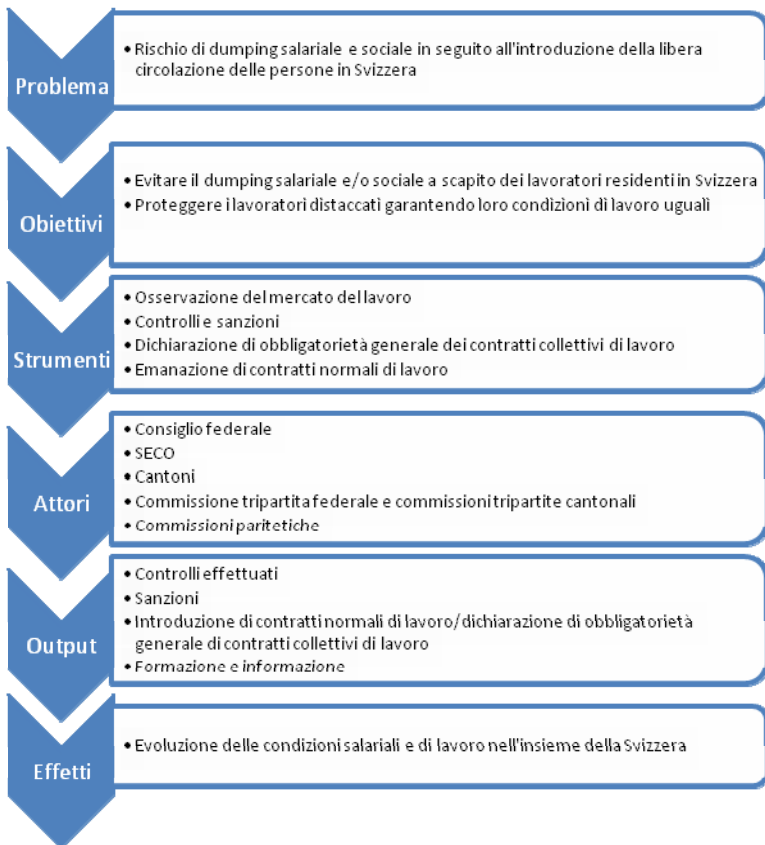 Problema
• Rischio di dumping salariale e sociale in seguito all'introduzione della libera
circolazione delle persone in Svizzera
Obiettivi
• Evitare il dumping salariale e/o sociale a scapito dei lavoratori residenti in Svizzera
• Proteggere i lavoratori distaccati garantendo loro condizioni di lavoro uguali
Strumenti
• Osservazione del mercato del lavoro
• Controlli e sanzioni
• Dichiarazione di obbligatorietà generale dei contratti collettivi di lavoro
• Emanazione di contratti normali di lavoro
Attori
• Consiglio federale
• SECO
• Cantoni
• Commissione tripartita federale e commissioni tripartite cantonali
• Commissioni paritetiche
Output
• Controlli effettuati
• Sanzioni
• Introduzione di contratti normali di lavoro/dichiarazione di obbligatorietà
generale di contratti collettivi di lavoro
• Formazione e informazione
Effetti
• Evoluzione delle condizioni salariali e di lavoro nell'insieme della Svizzera